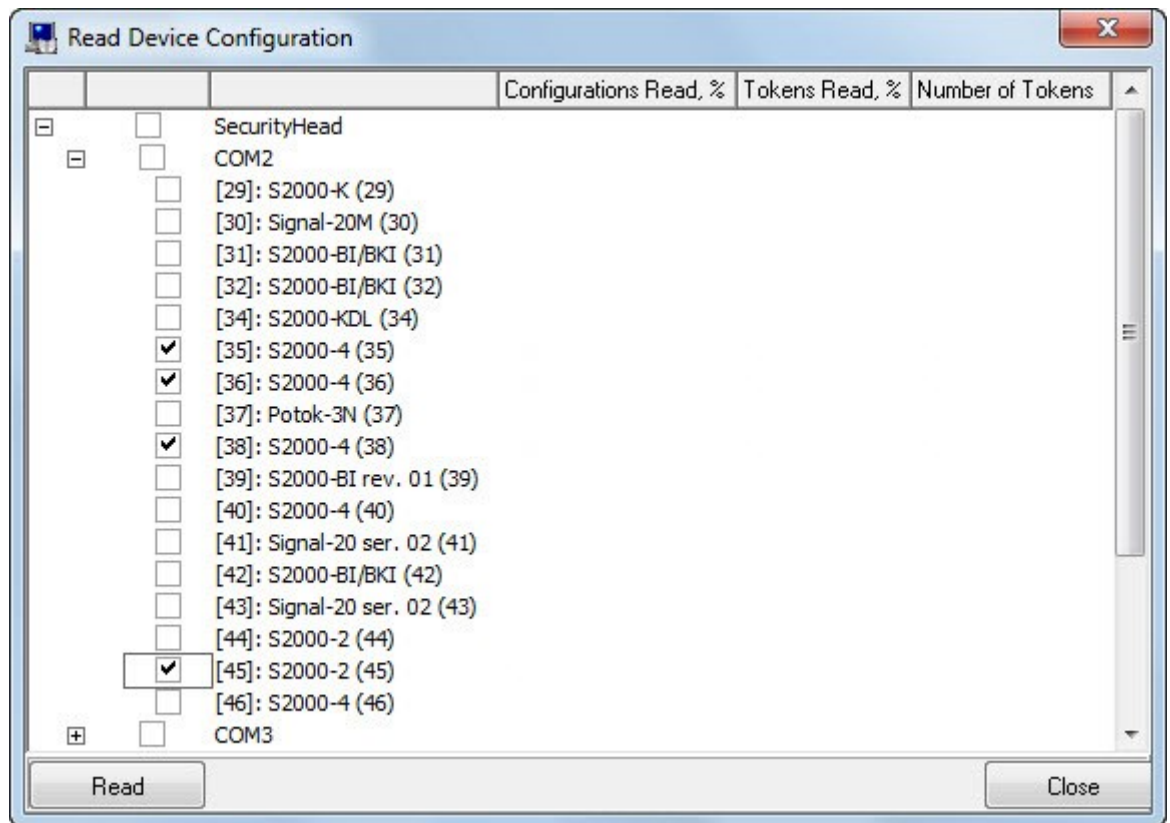 Read Device Configuration
Configurations Read, % Tokens Read, % Number of Tokens
SecurityHead
COM2
[29]: S2000-K (29)
[30]: Signal-20M (30)
[31]: S2000-BI/BKI (31)
[32]: S2000-BI/BKI (32)
[34]: S2000-KDL (34)
[35]: S2000-4 (35)
[36]: S2000-4 (36)
[37]: Potok-3N (37)
[38]: S2000-4 (38)
[39]: S2000-BI rev. 01 (39)
[40]: S2000-4 (40)
[41]: Signal-20 ser. 02 (41)
[42]: S2000-BI/BKI (42)
[43]: Signal-20 ser. 02 (43)
[44]: S2000-2 (44)
[45]: S2000-2 (45)
[46]: S2000-4 (46)
COM3
Read Close